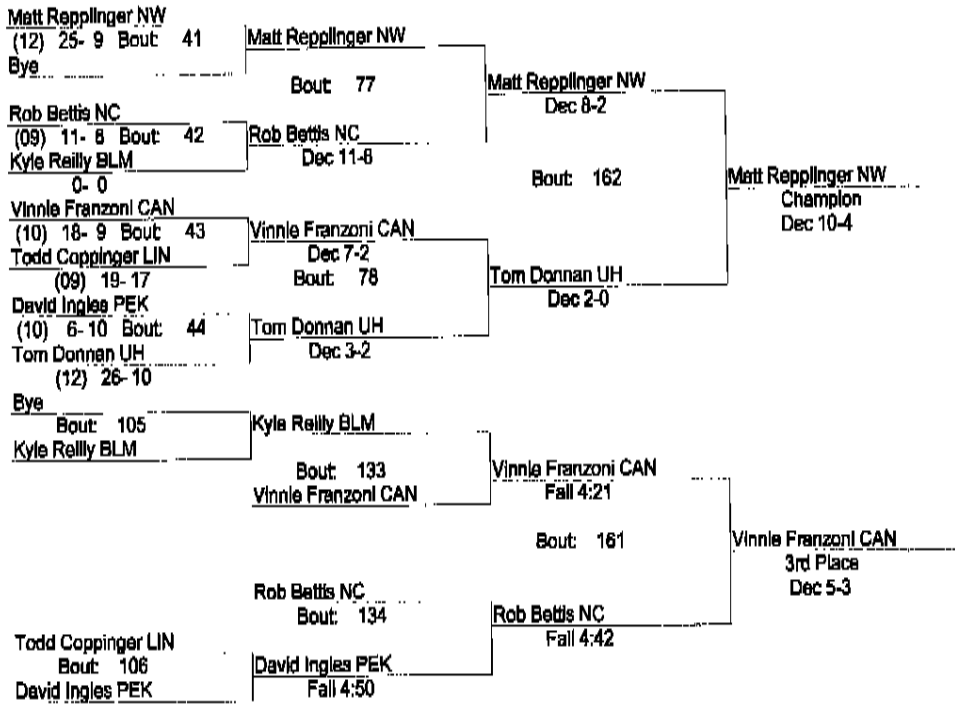 Matt Repplinger NW
(12) 25- 9 Bout: 41
Bye
Matt Repplinger NW
Bout: 77
Rob Bettis NC
(09) 11- 6 Bout: 42
Kyle Reilly BLM
0- 0
Rob Bettis NC
Dec 11-6
Matt Repplinger NW
Dec 8-2
Bout: 162
Vinnie Franzoni CAN
(10) 18- 9 Bout: 43
Todd Coppinger LIN
(09) 19- 17
Vinnie Franzoni CAN
Dec 7-2
Bout: 78
David Ingles PEK
(10) 6- 10 Bout: 44
Tom Donnan UH
(12) 26- 10
Tom Donnan UH
Dec 3-2
Tom Donnan UH
Dec 2-0
Matt Repplinger NW
Champion
Dec 10-4
Bye
Bout: 105
Kyle Reilly BLM
Kyle Reilly BLM
Bout: 133
Vinnie Franzoni CAN
Vinnie Franzoni CAN
Fall 4:21
Bout: 161
Rob Bettis NC
Bout: 134
Todd Coppinger LIN
Bout: 106
David Ingles PEK
David Ingles PEK
Fall 4:50
Rob Bettis NC
Fall 4:42
Vinnie Franzoni CAN
3rd Place
Dec 5-3